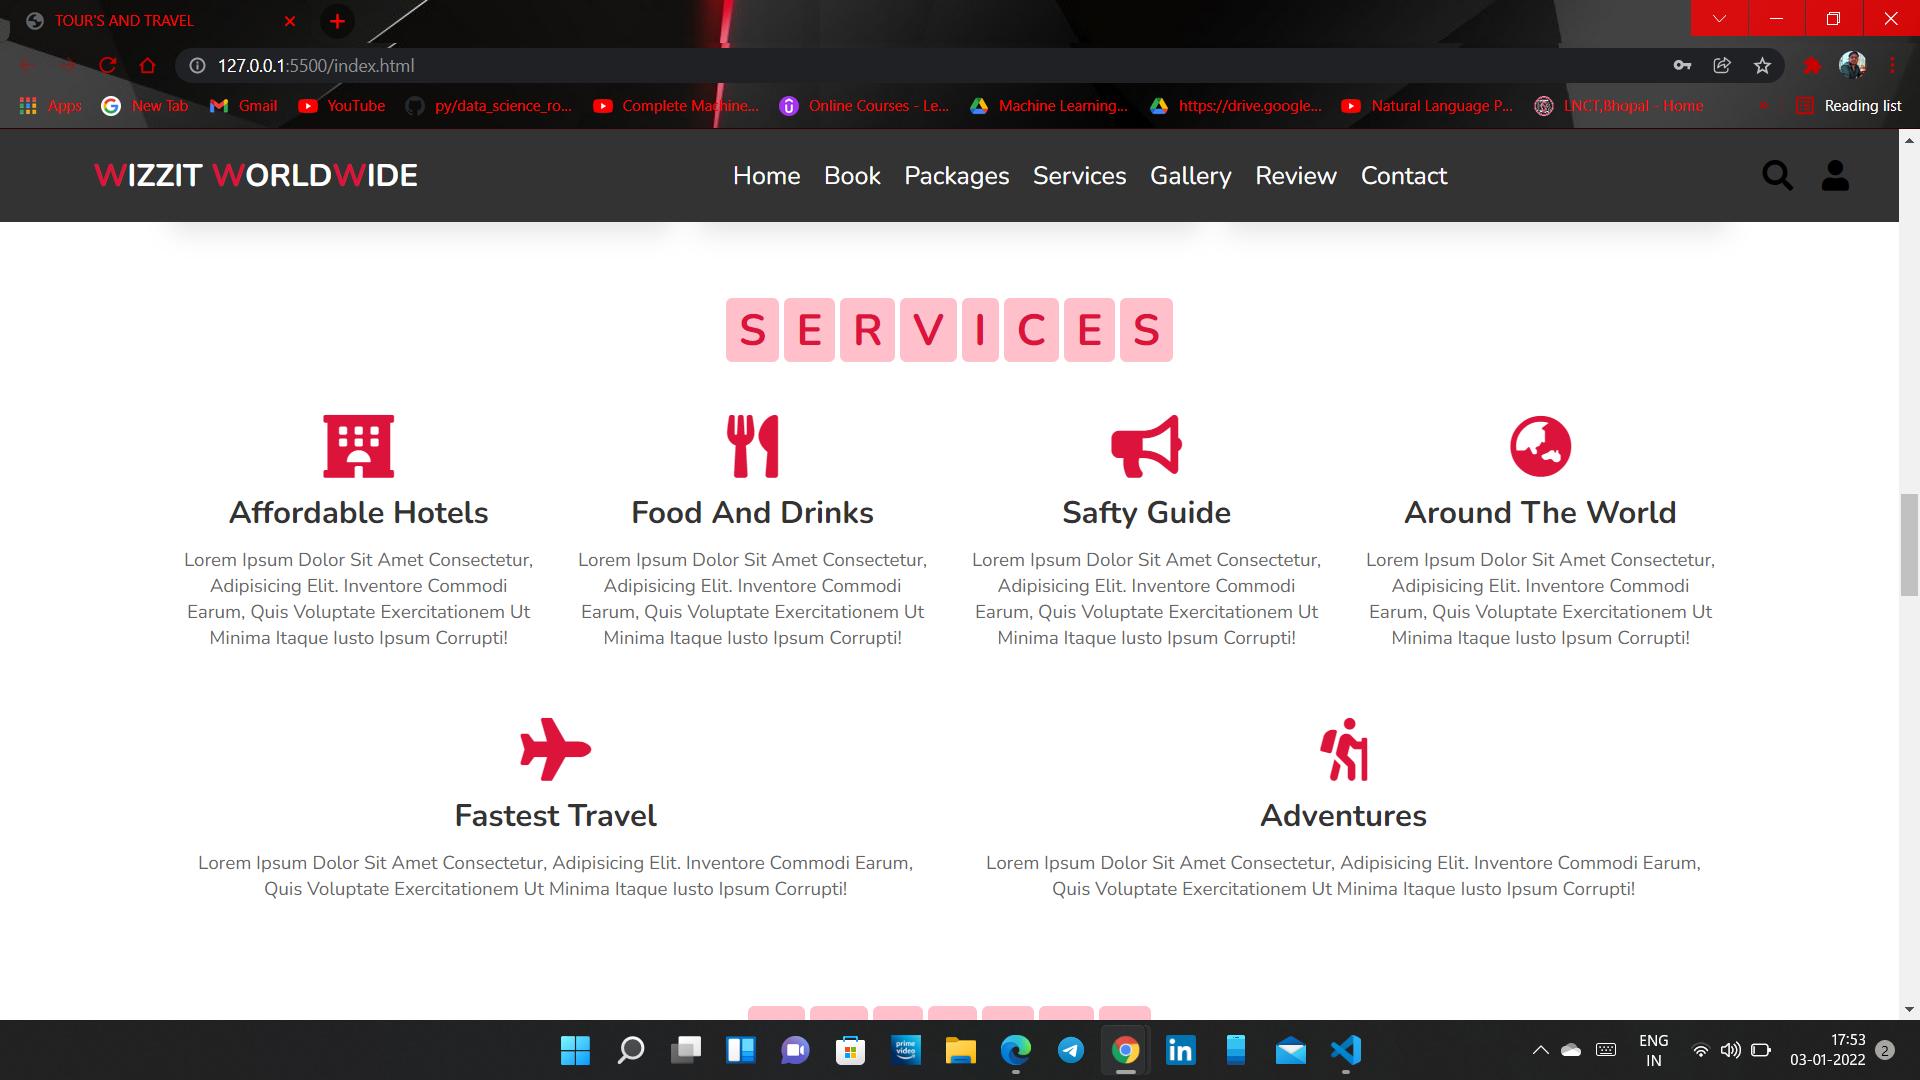 TOUR'S AND TRAVEL
127.0.0.1:5500/index.html
Apps New Tab Gmail YouTube py/data_science_ro... Complete Machine... Online Courses - Le... Machine Learning... https://drive.google... Natural Language P... LNCT,Bhopal - Home » Reading list
WIZZIT WORLDWIDE Home Book Packages Services Gallery Review Contact
SERVICES
Affordable Hotels Food And Drinks Safty Guide Around The World
Lorem Ipsum Dolor Sit Amet Consectetur, Lorem Ipsum Dolor Sit Amet Consectetur, Lorem Ipsum Dolor Sit Amet Consectetur, Lorem Ipsum Dolor Sit Amet Consectetur,
Adipisicing Elit. Inventore Commodi Adipisicing Elit. Inventore Commodi Adipisicing Elit. Inventore Commodi Adipisicing Elit. Inventore Commodi
Earum, Quis Voluptate Exercitationem Ut Earum, Quis Voluptate Exercitationem Ut Earum, Quis Voluptate Exercitationem Ut Earum, Quis Voluptate Exercitationem Ut
Minima Itaque Iusto Ipsum Corrupti! Minima Itaque Iusto Ipsum Corrupti! Minima Itaque Iusto Ipsum Corrupti! Minima Itaque Iusto Ipsum Corrupti!
Fastest Travel Adventures
Lorem Ipsum Dolor Sit Amet Consectetur, Adipisicing Elit. Inventore Commodi Earum, Lorem Ipsum Dolor Sit Amet Consectetur, Adipisicing Elit. Inventore Commodi Earum,
Quis Voluptate Exercitationem Ut Minima Itaque Iusto Ipsum Corrupti! Quis Voluptate Exercitationem Ut Minima Itaque Iusto Ipsum Corrupti!
prime video
ENG 17:53
IN 03-01-2022 2